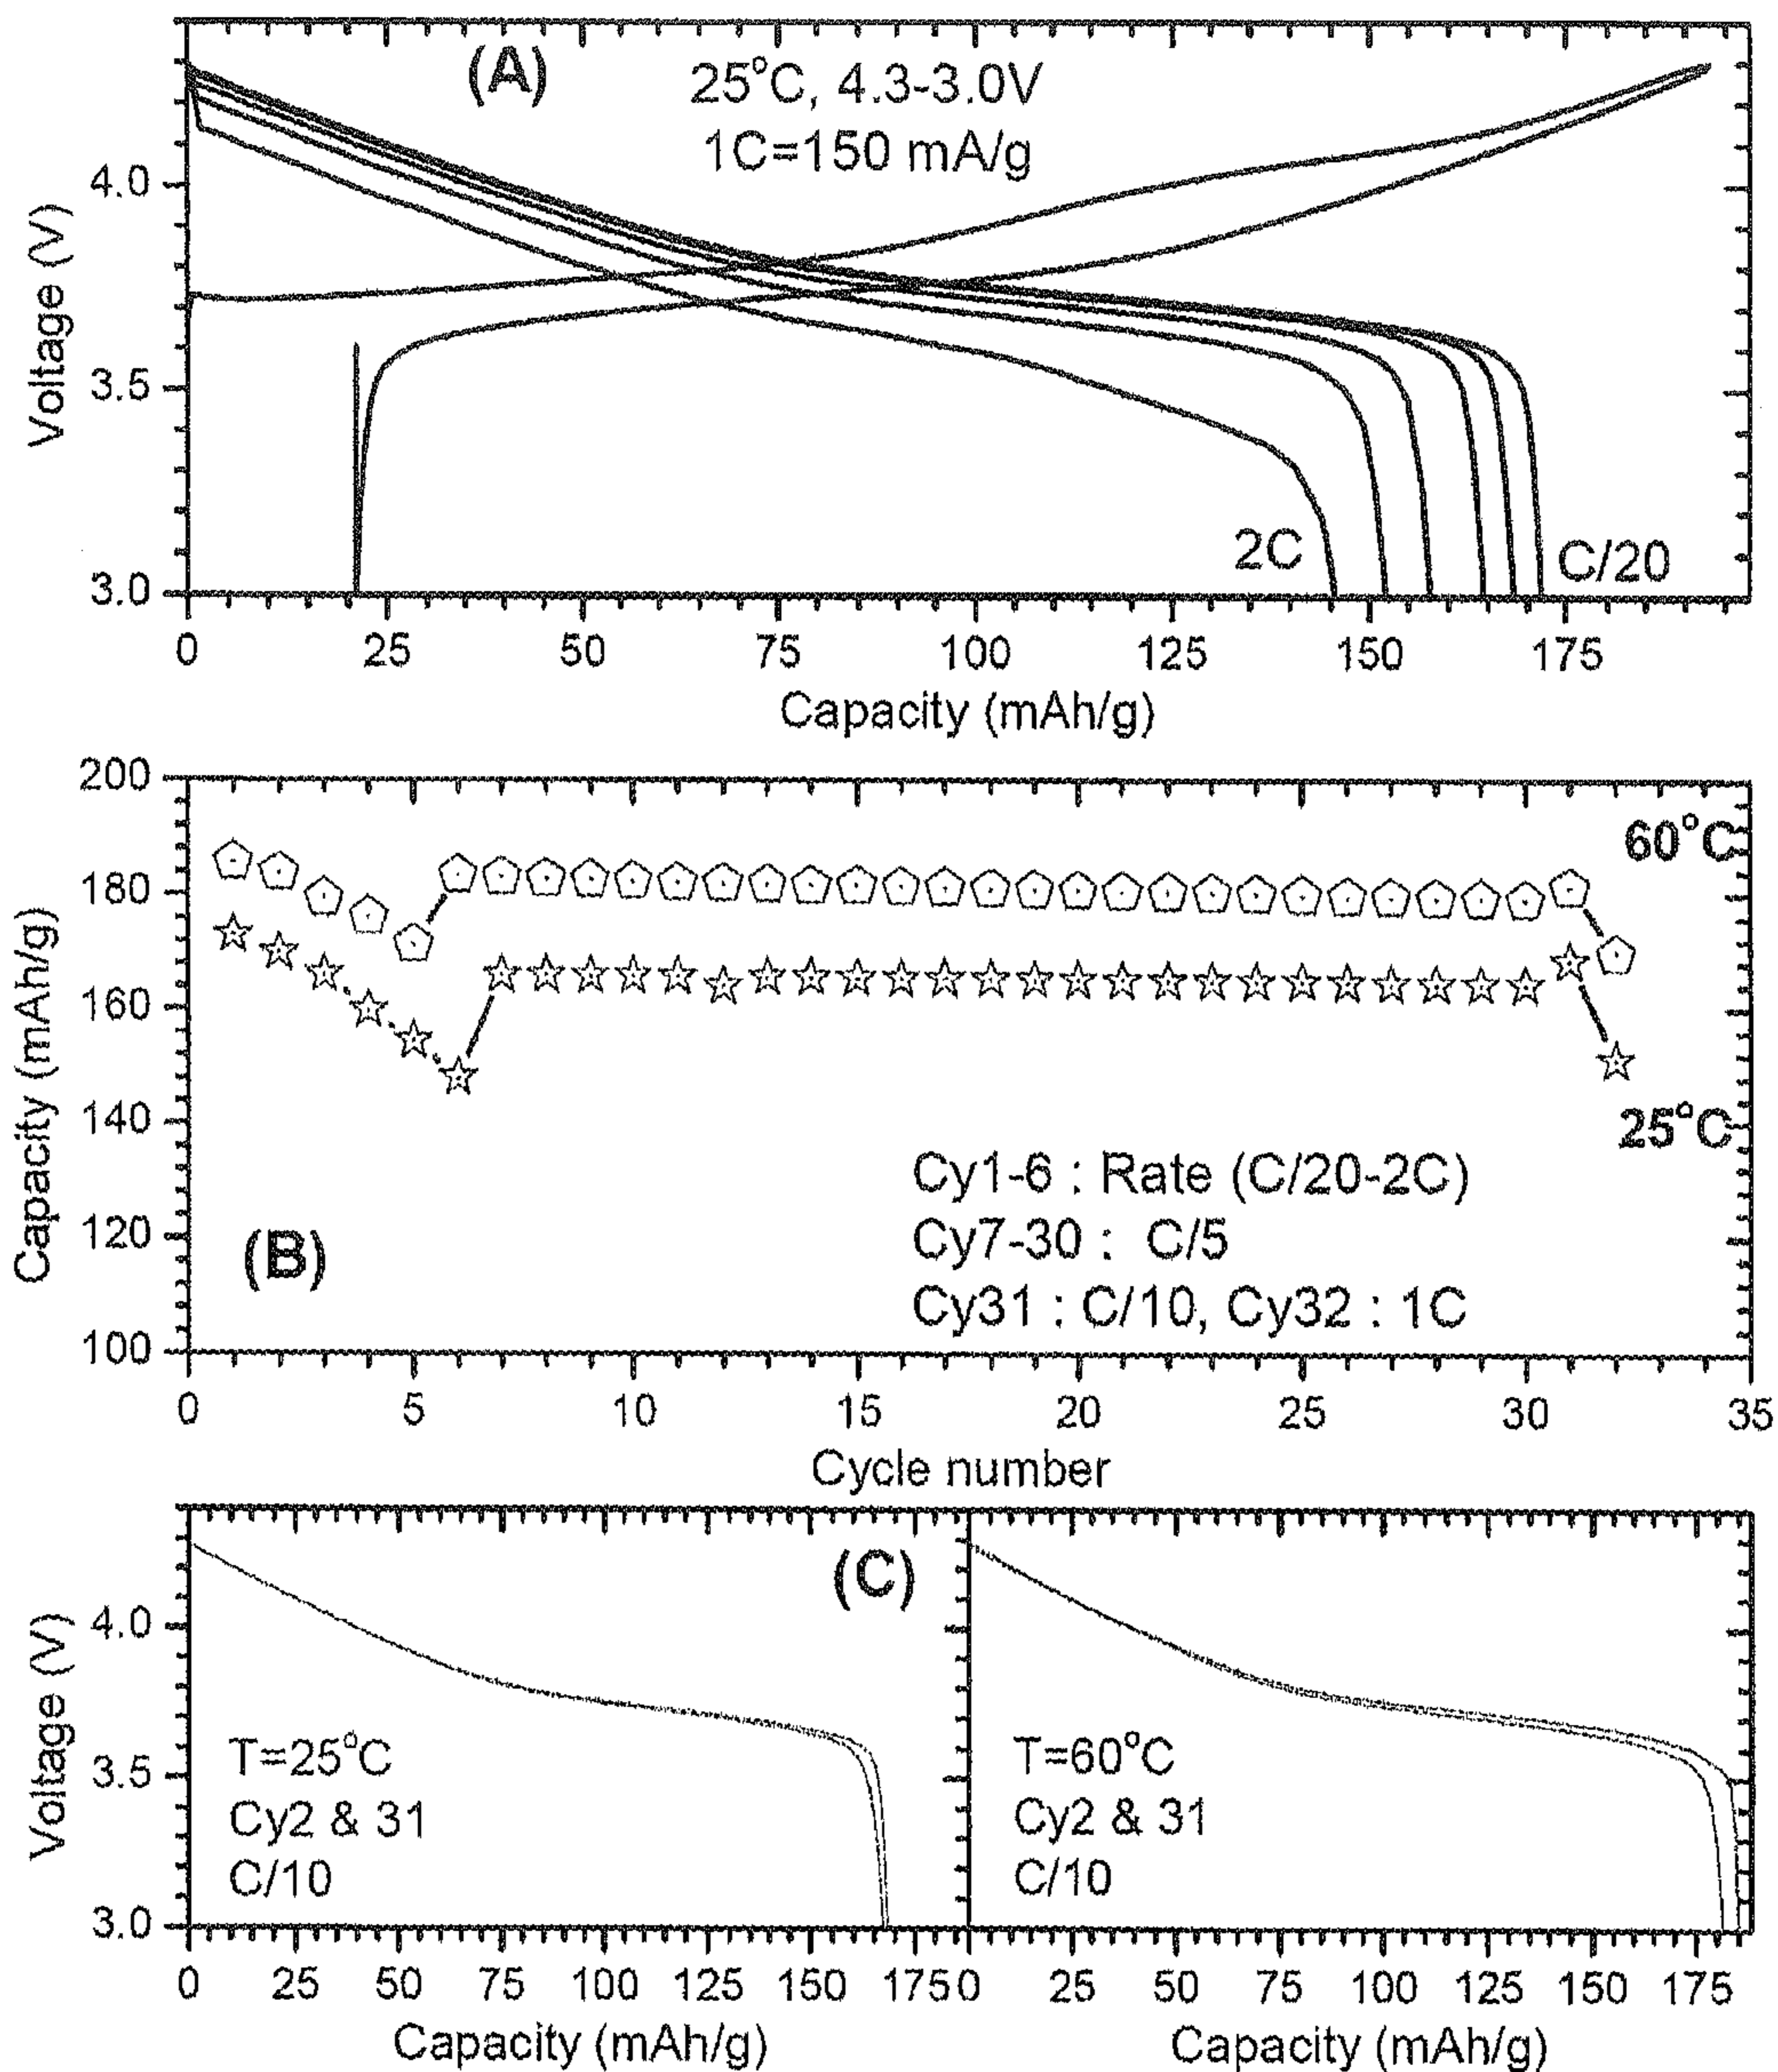 (A)
25°C, 4.3-3.0V
1C=150 mA/g
Voltage (V)
4.0
3.5
3.0
2C
C/20
0 25 50 75 100 125 150 175
Capacity (mAh/g)
200
180
160
140
120
100
Capacity (mAh/g)
60°C
25°C
Cy1-6 : Rate (C/20-2C)
Cy7-30 : C/5
Cy31 : C/10, Cy32 : 1C
(B)
0 5 10 15 20 25 30 35
Cycle number
(C)
Voltage (V)
4.0
3.5
3.0
T=25°C
Cy2 & 31
C/10
T=60°C
Cy2 & 31
C/10
0 25 50 75 100 125 150 175 0 25 50 75 100 125 150 175
Capacity (mAh/g)
Capacity (mAh/g)